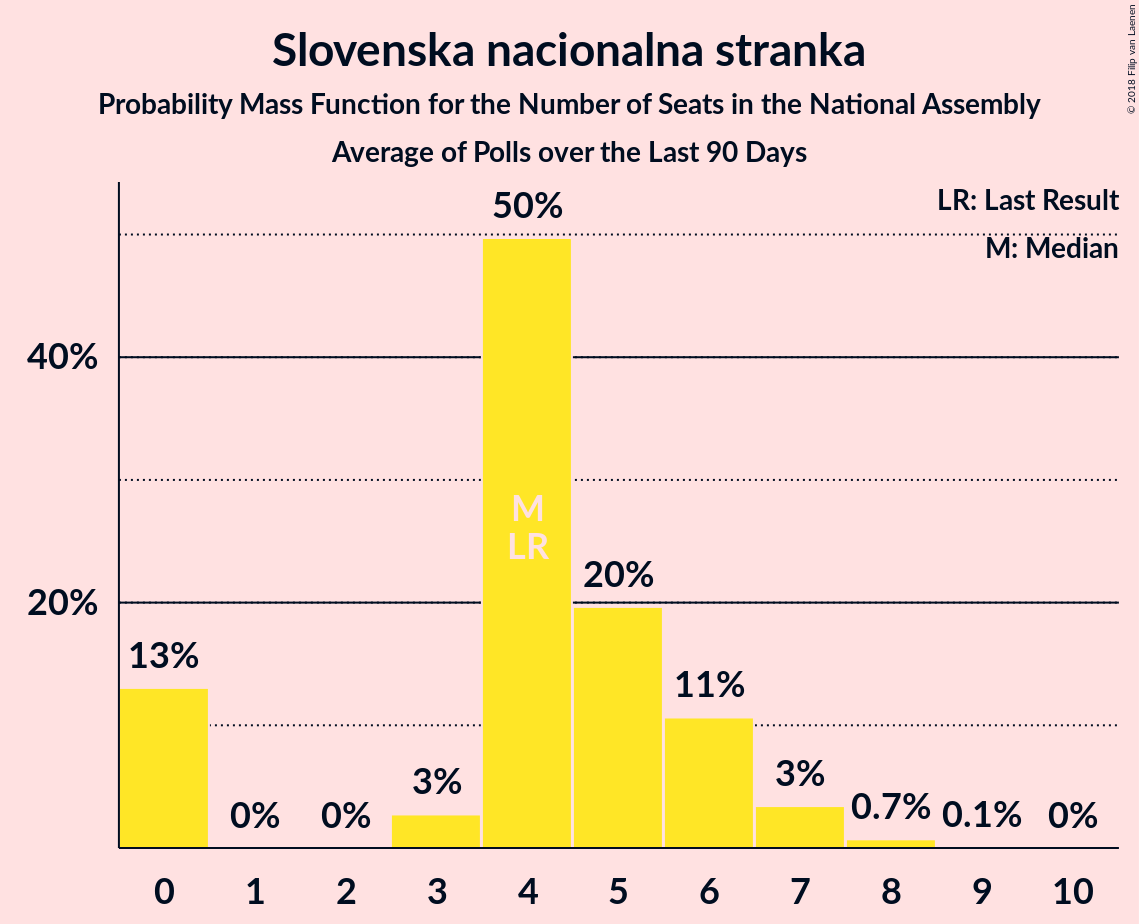 Slovenska nacionalna stranka
Probability Mass Function for the Number of Seats in the National Assembly
Average of Polls over the Last 90 Days
© 2018 Filip van Laenen
LR: Last Result
M: Median
50%
40%
M
LR
20%
20%
13%
11%
3%
3%
0%
0%
0.7%
0.1%
0%
0 1 2 3 4 5 6 7 8 9 10